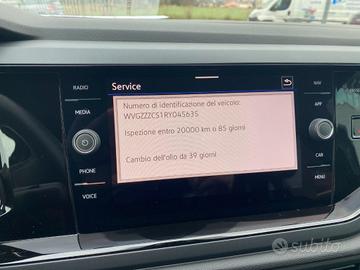 Service
RADIO
NAV
Numero di identificazione del veicolo:
WVGZZZCS1RY045635
MEDIA
APP
Ispezione entro 20000 km o 85 giorni
Cambio dell'olio da 39 giorni
PHONE
CAR
VOICE
MENU
subito